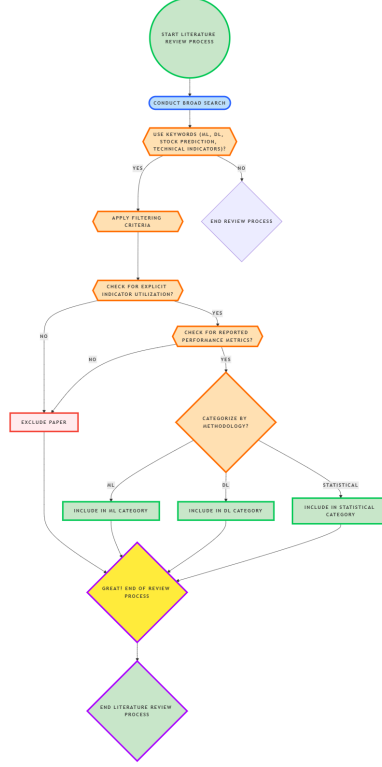 START LITERATURE
REVIEW PROCESS
CONDUCT BROAD SEARCH
USE KEYWORDS (ML, DL,
STOCK PREDICTION,
TECHNICAL INDICATORS)?
YES
NO
APPLY FILTERING
CRITERIA
END REVIEW PROCESS
CHECK FOR EXPLICIT
INDICATOR UTILIZATION?
YES
NO
CHECK FOR REPORTED
PERFORMANCE METRICS?
NO
YES
EXCLUDE PAPER
CATEGORIZE BY
METHODOLOGY?
ML
DL
STATISTICAL
INCLUDE IN ML CATEGORY
INCLUDE IN DL CATEGORY
INCLUDE IN STATISTICAL
CATEGORY
GREAT! END OF REVIEW
PROCESS
END LITERATURE REVIEW
PROCESS